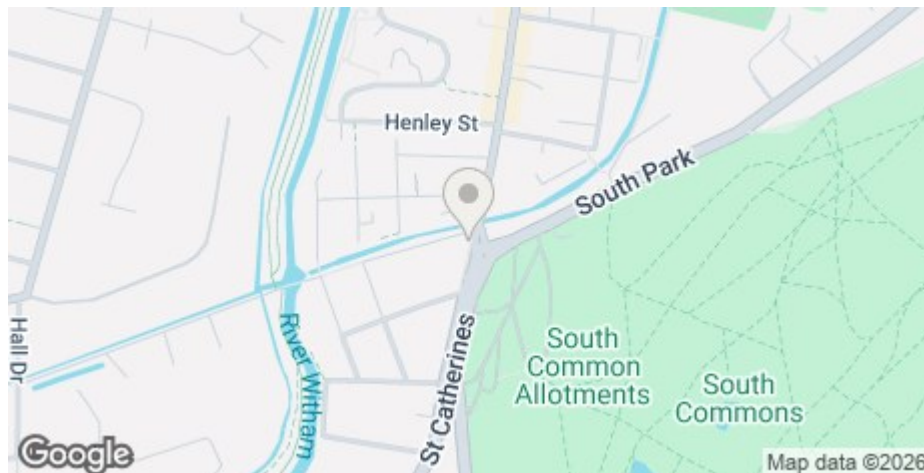 Henley St
South Park
Hall Dr
River Witham
St Catherines
South
Common
Allotments
South
Commons
Google
Map data ©2026